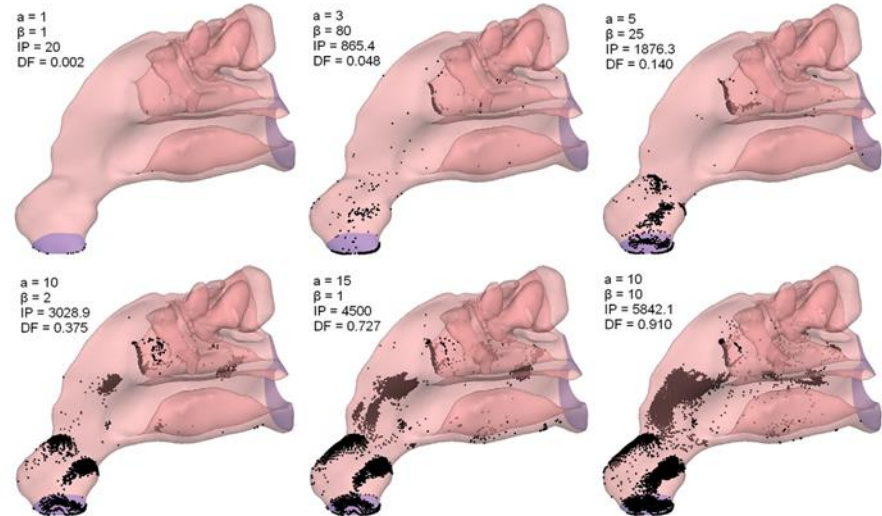 a = 1
β = 1
IP = 20
DF = 0.002
a = 3
β = 80
IP = 865.4
DF = 0.048
a = 5
β = 25
IP = 1876.3
DF = 0.140
a = 10
β = 2
IP = 3028.9
DF = 0.375
a = 15
β = 1
IP = 4500
DF = 0.727
a = 10
β = 10
IP = 5842.1
DF = 0.910